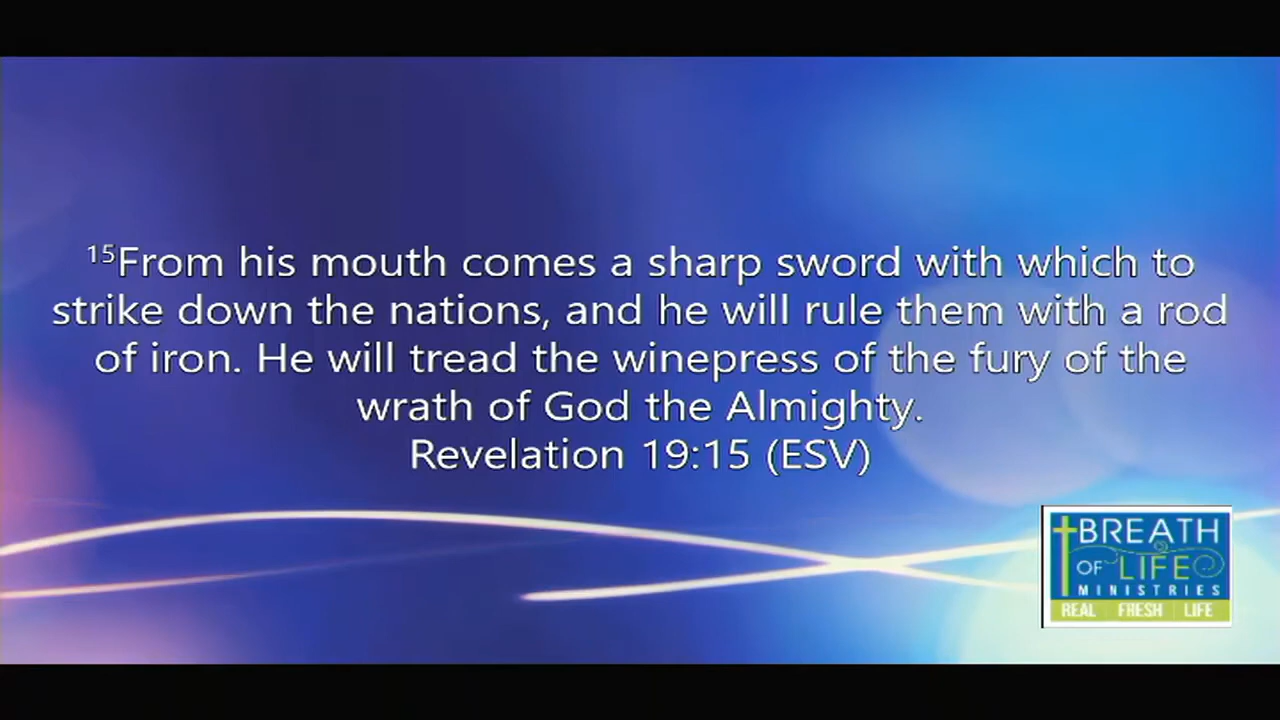 ¹⁵From his mouth comes a sharp sword with which to
strike down the nations, and he will rule them with a rod
of iron. He will tread the winepress of the fury of the
wrath of God the Almighty.
Revelation 19:15 (ESV)
BREATH
OF LIFE
MINISTRIES
REAL FRESH LIFE